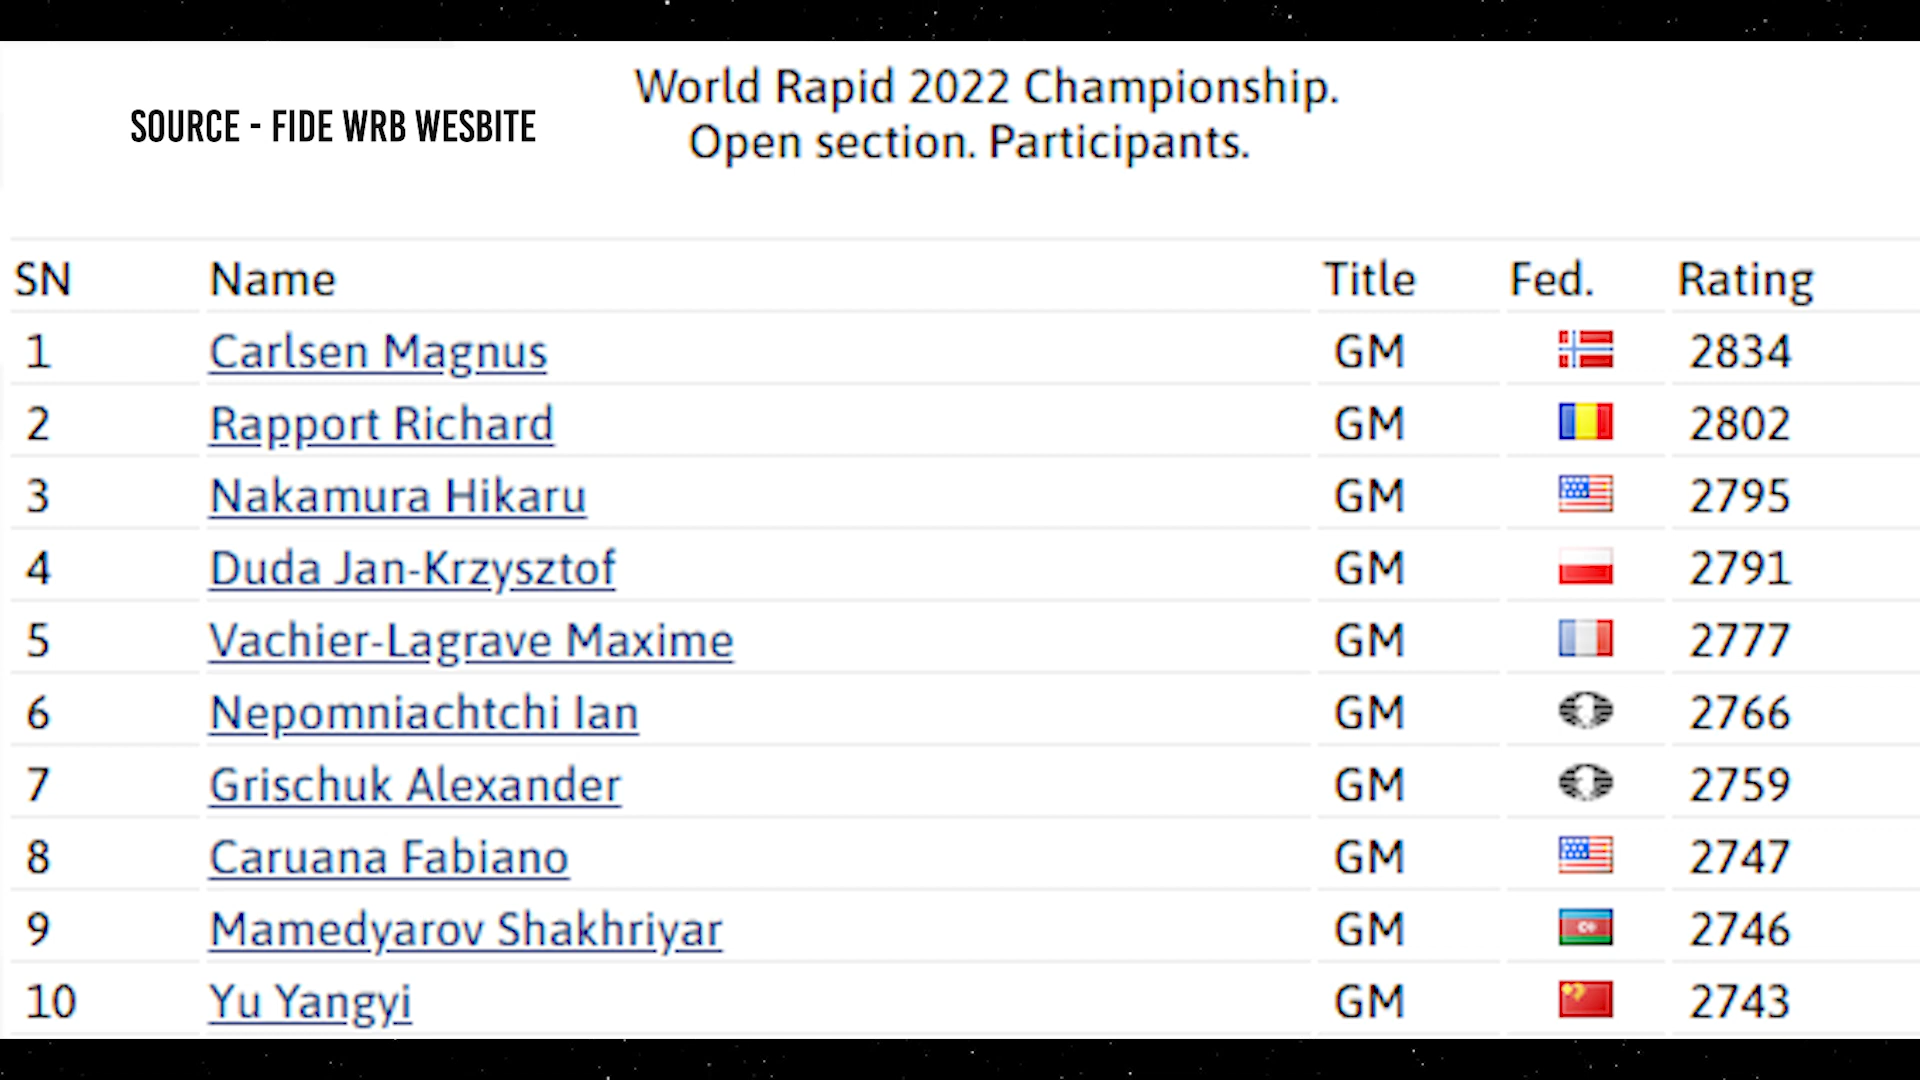 World Rapid 2022 Championship.
SOURCE - FIDE WRB WESBITE
Open section. Participants.
SN Name Title Fed. Rating
1 Carlsen Magnus GM 2834
2 Rapport Richard GM 2802
3 Nakamura Hikaru GM 2795
4 Duda Jan-Krzysztof GM 2791
5 Vachier-Lagrave Maxime GM 2777
6 Nepomniachtchi Ian GM 2766
7 Grischuk Alexander GM 2759
8 Caruana Fabiano GM 2747
9 Mamedyarov Shakhriyar GM 2746
10 Yu Yangyi GM 2743